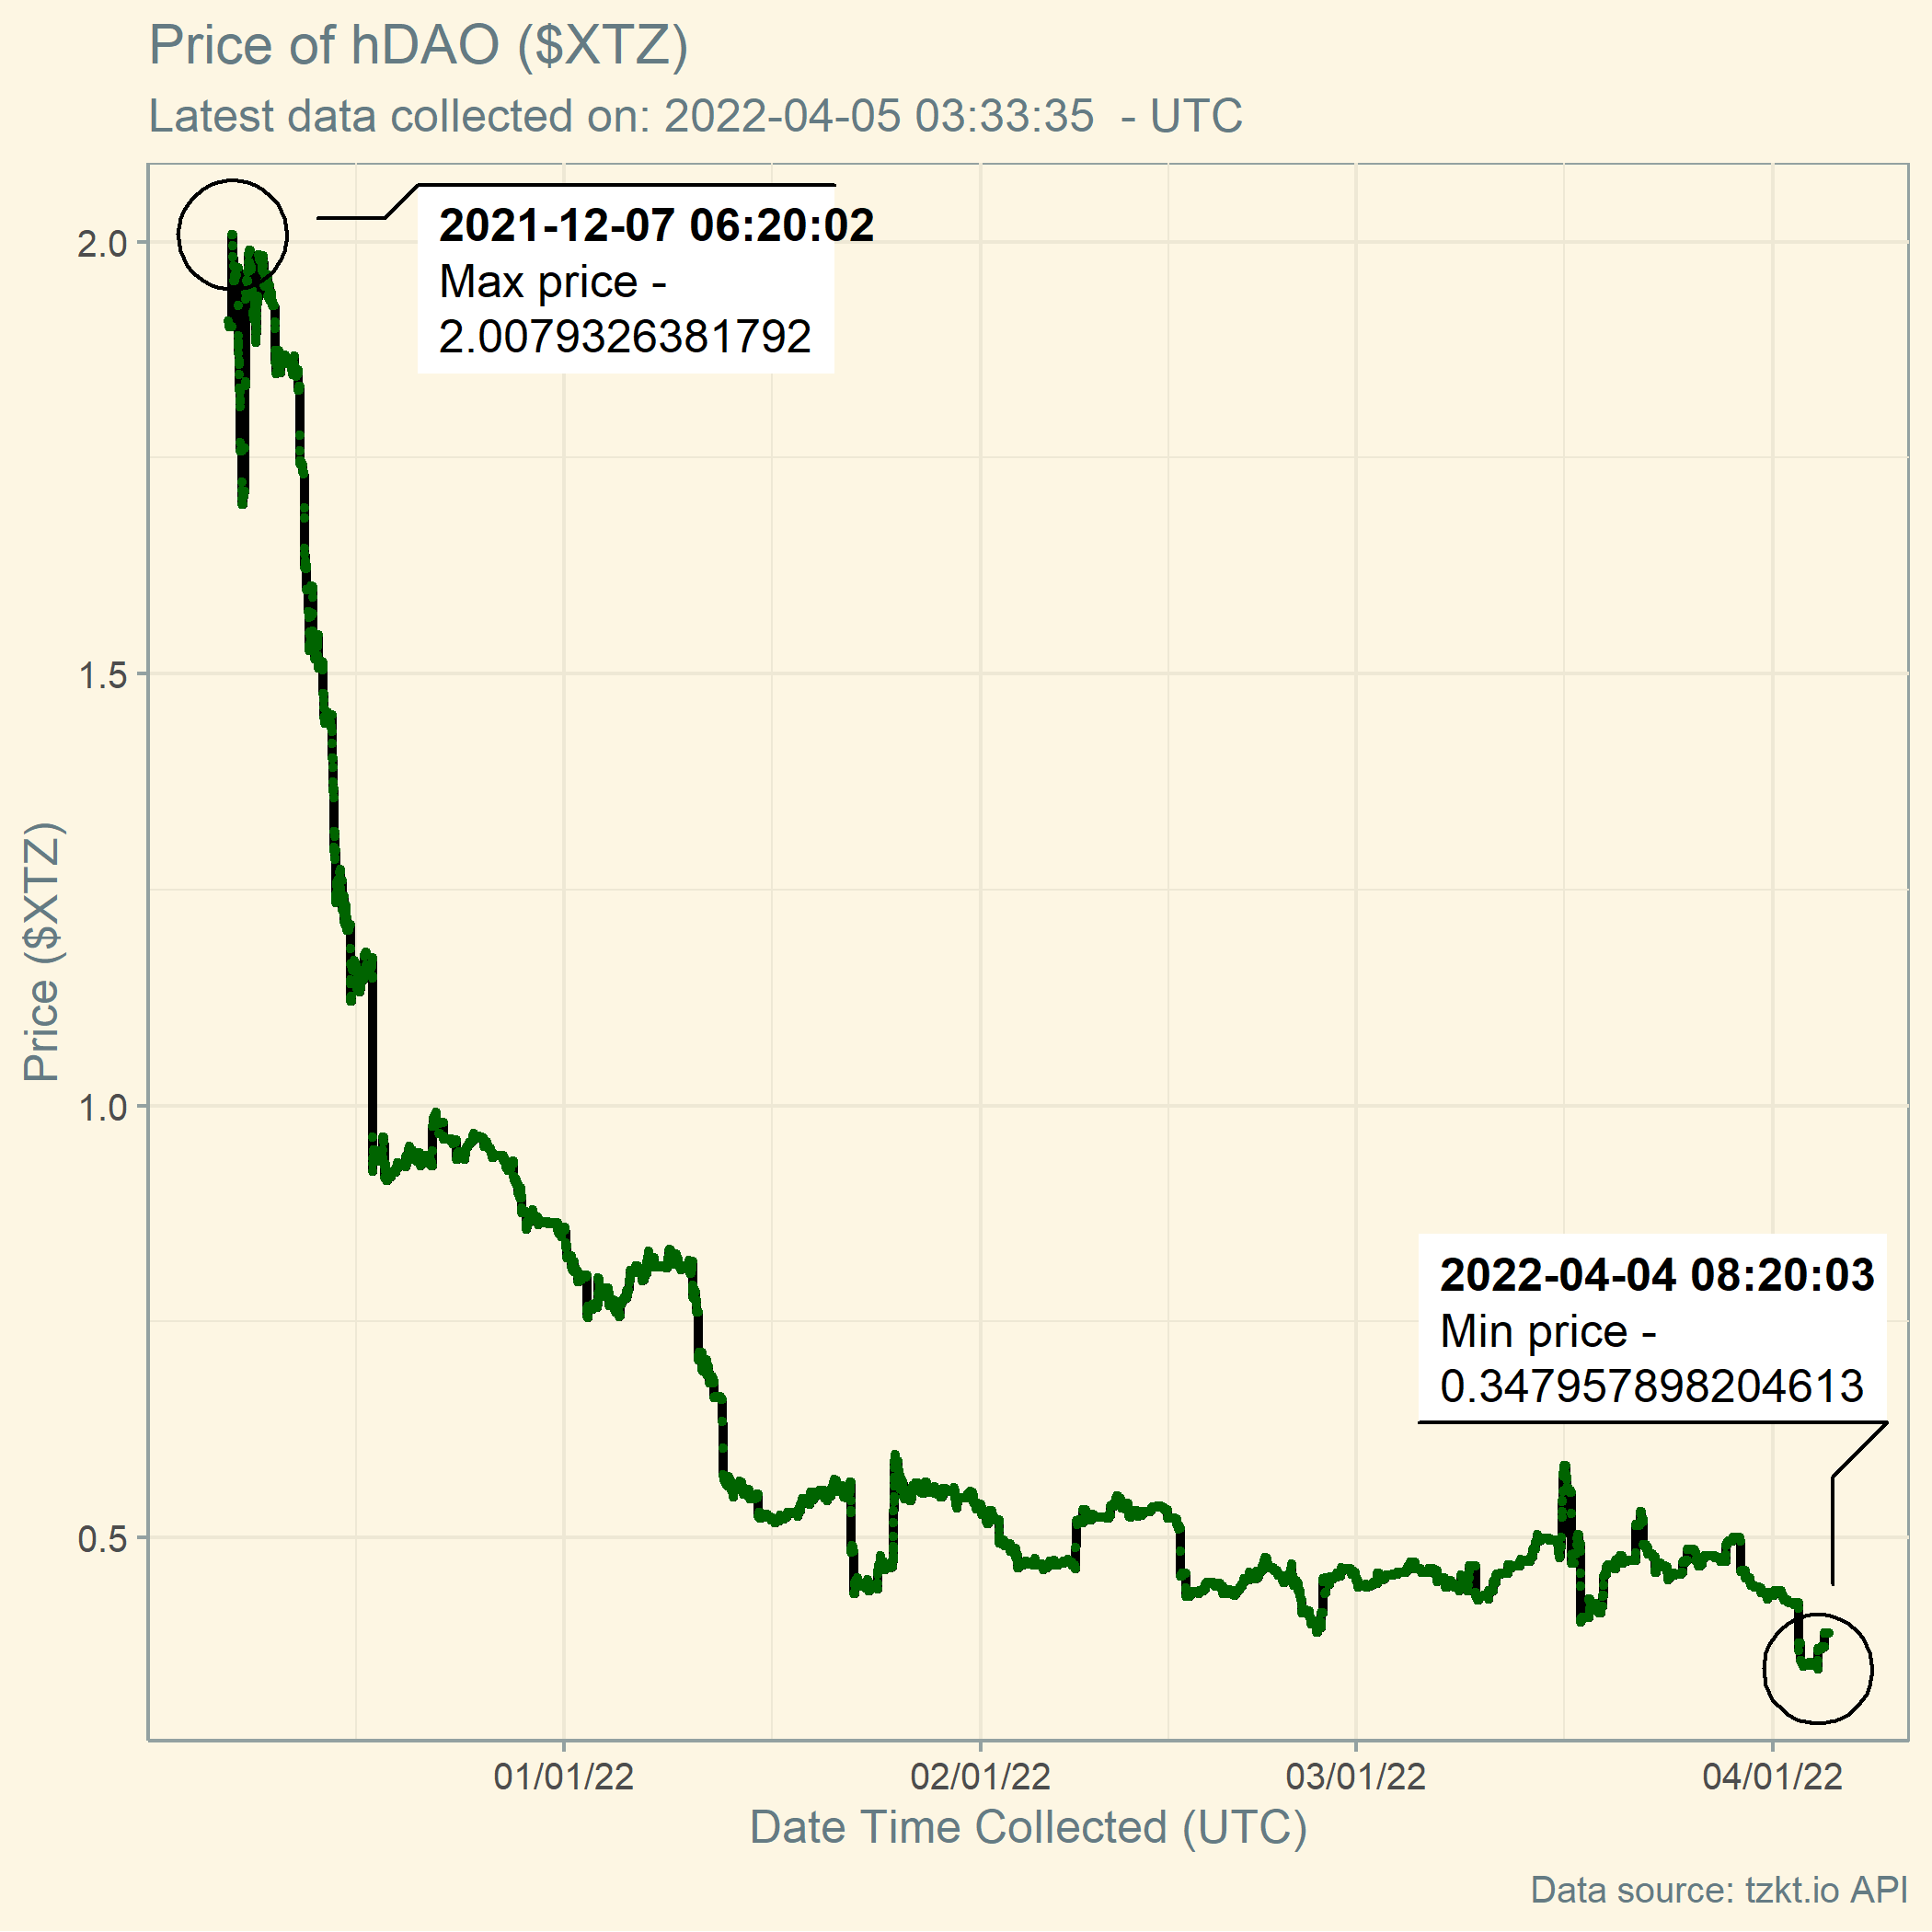 Price of hDAO ($XTZ)
Latest data collected on: 2022-04-05 03:33:35  - UTC
2021-12-07 06:20:02
Max price -
2.0079326381792
2.0
1.5
1.0
0.5
Price ($XTZ)
2022-04-04 08:20:03
Min price -
0.347957898204613
01/01/22
02/01/22
03/01/22
04/01/22
Date Time Collected (UTC)
Data source: tzkt.io API